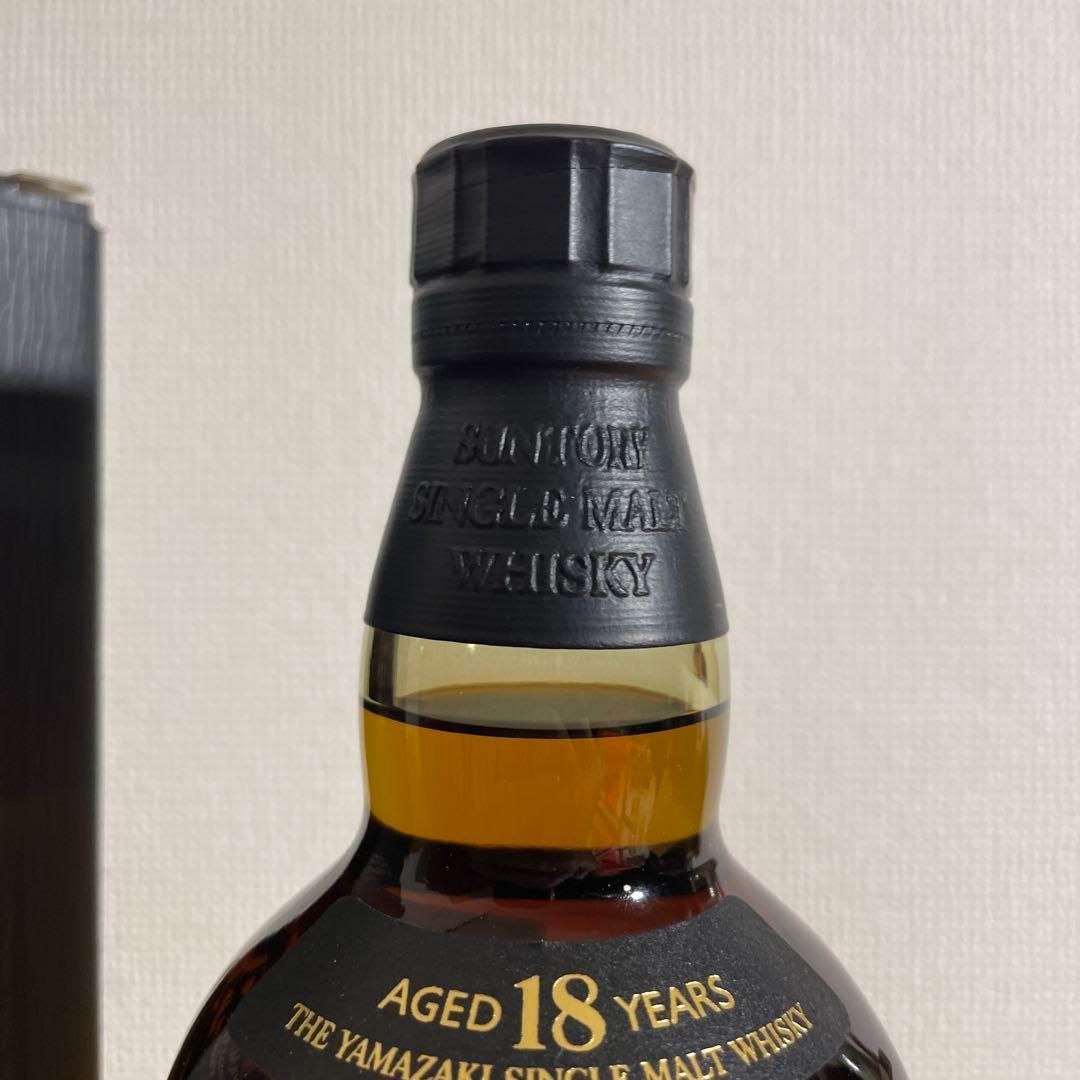 SUNTORY
SINGLE MALT
WHISKY
AGED 18 YEARS
THE YAMAZAKI SINGLE MALT WHISKY